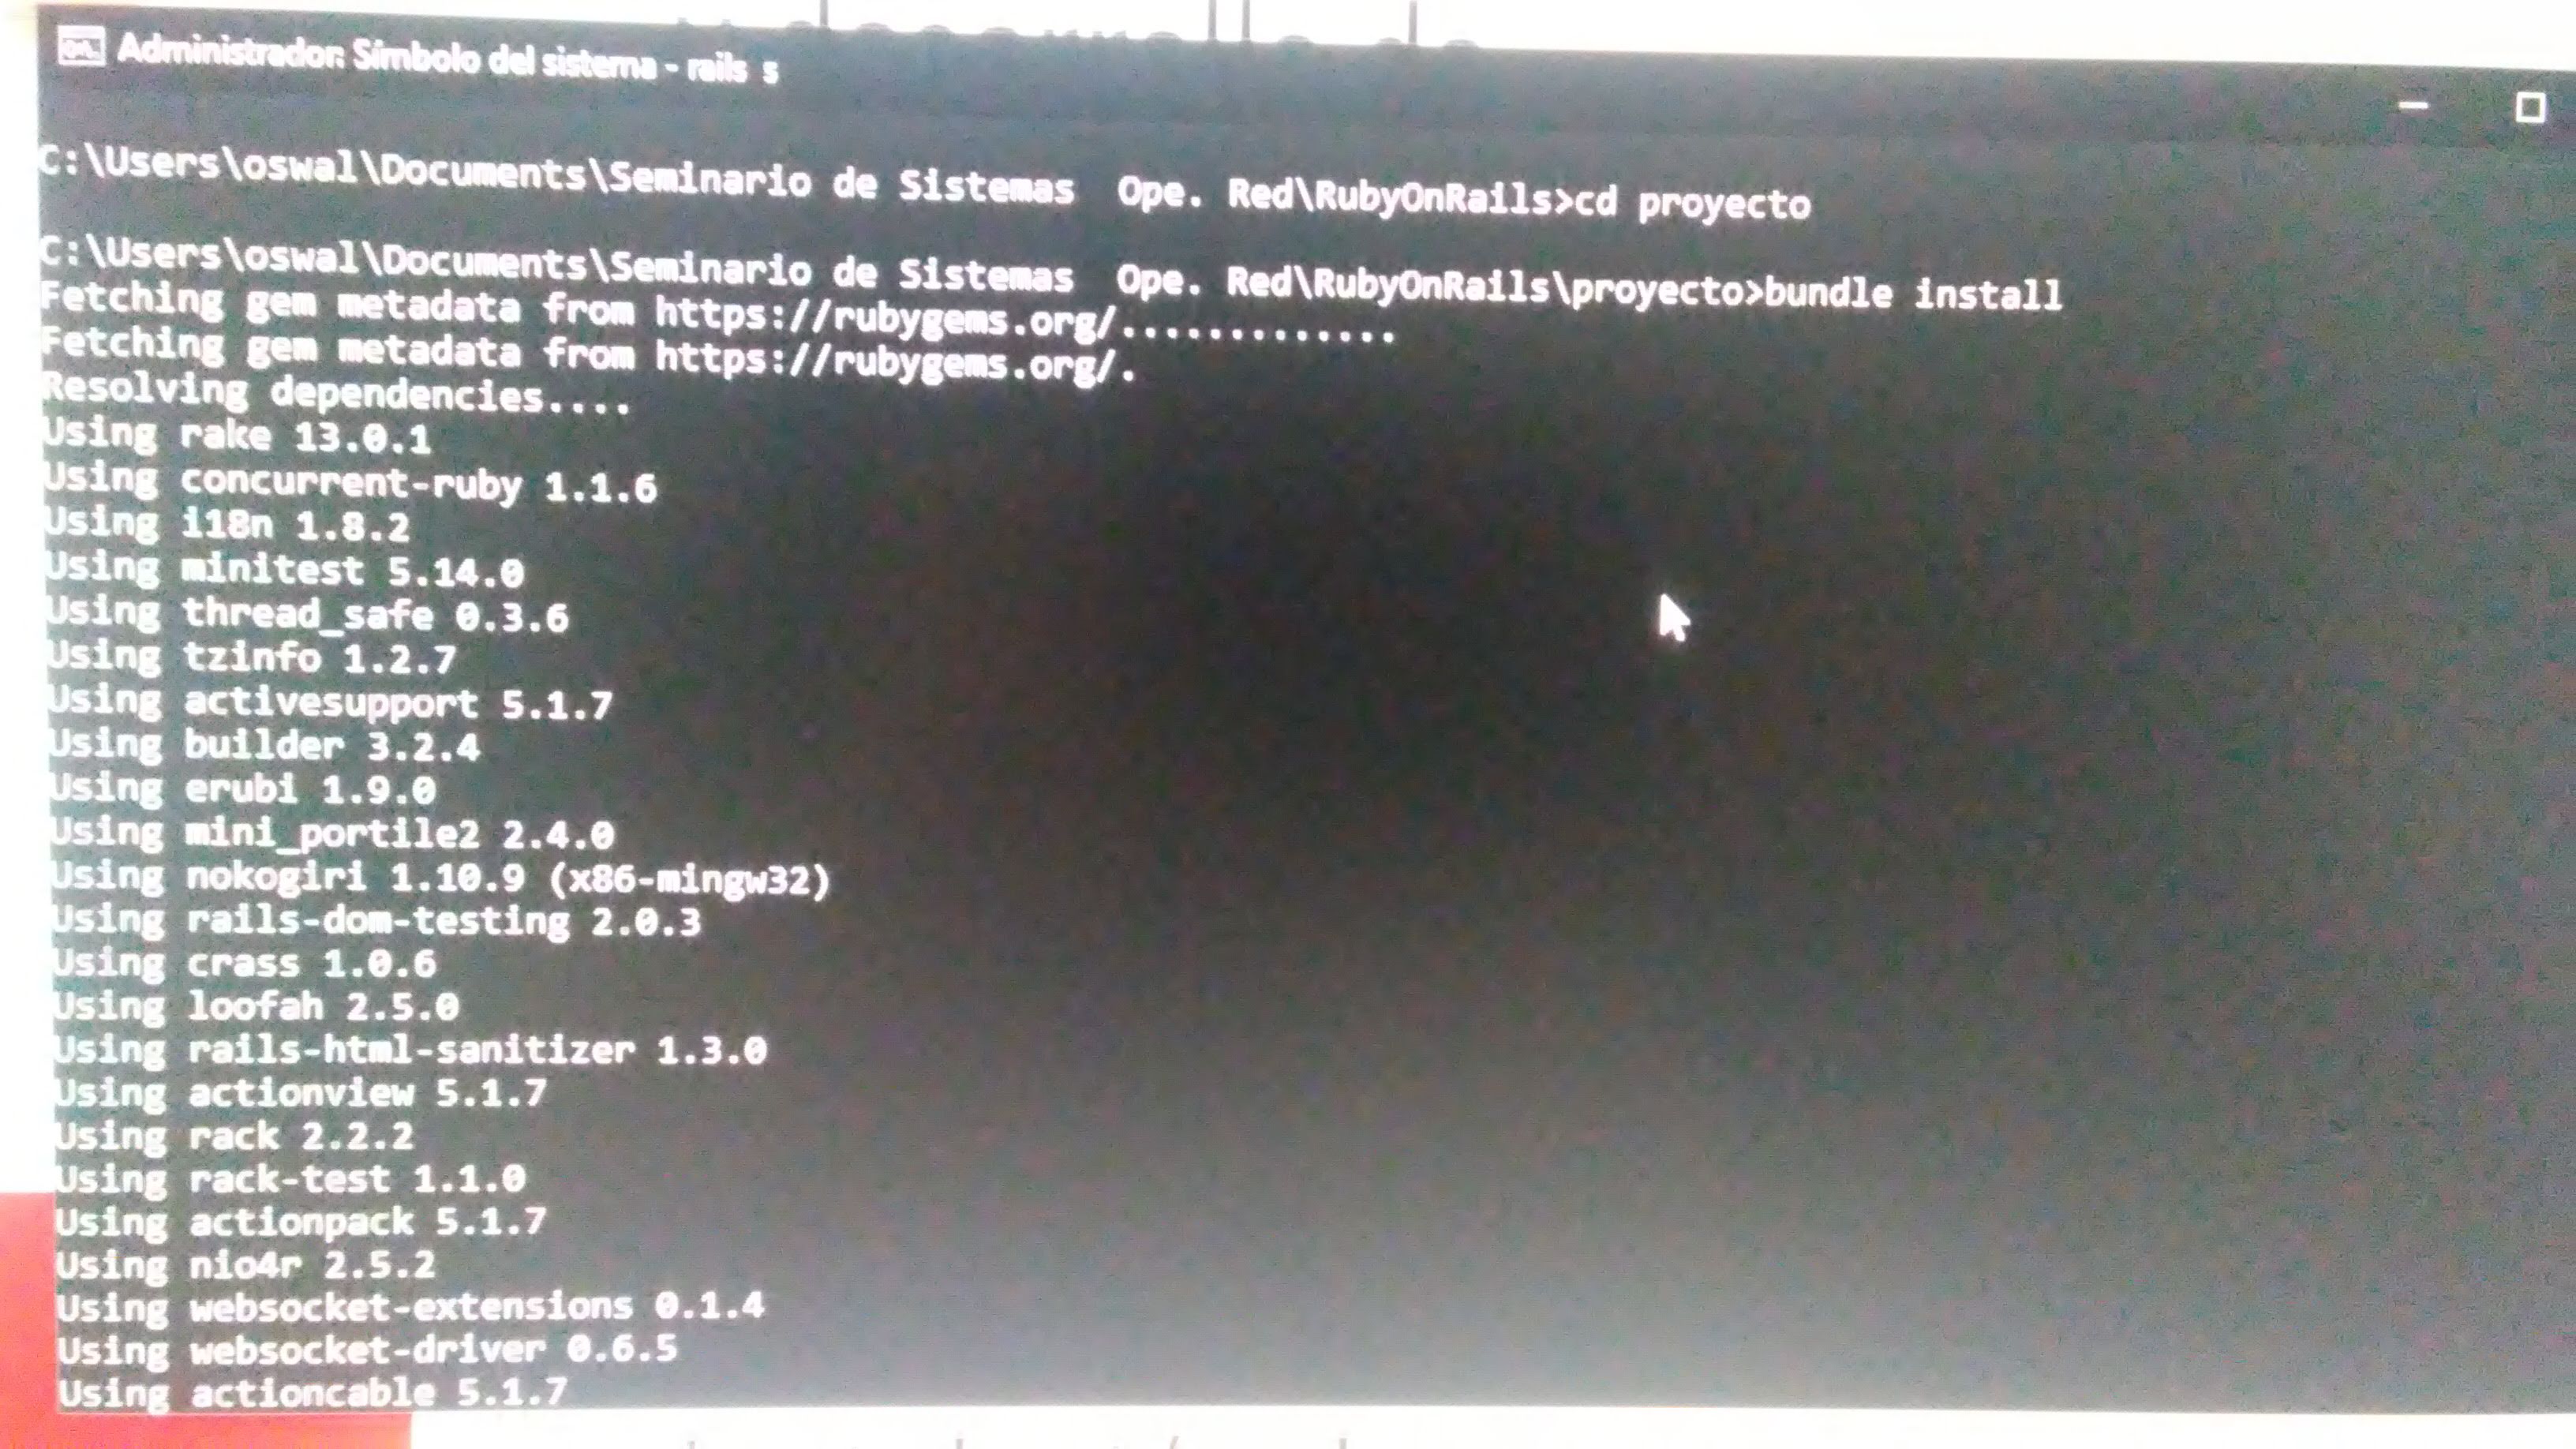 Administrador: Símbolo del sistema - rails s
C:\Users\oswal\Documents\Seminario de Sistemas  Ope. Red\RubyOnRails>cd proyecto
C:\Users\oswal\Documents\Seminario de Sistemas  Ope. Red\RubyOnRails\proyecto>bundle install
Fetching gem metadata from https://rubygems.org/.............
Fetching gem metadata from https://rubygems.org/.
Resolving dependencies....
Using rake 13.0.1
Using concurrent-ruby 1.1.6
Using i18n 1.8.2
Using minitest 5.14.0
Using thread_safe 0.3.6
Using tzinfo 1.2.7
Using activesupport 5.1.7
Using builder 3.2.4
Using erubi 1.9.0
Using mini_portile2 2.4.0
Using nokogiri 1.10.9 (x86-mingw32)
Using rails-dom-testing 2.0.3
Using crass 1.0.6
Using loofah 2.5.0
Using rails-html-sanitizer 1.3.0
Using actionview 5.1.7
Using rack 2.2.2
Using rack-test 1.1.0
Using actionpack 5.1.7
Using nio4r 2.5.2
Using websocket-extensions 0.1.4
Using websocket-driver 0.6.5
Using actioncable 5.1.7